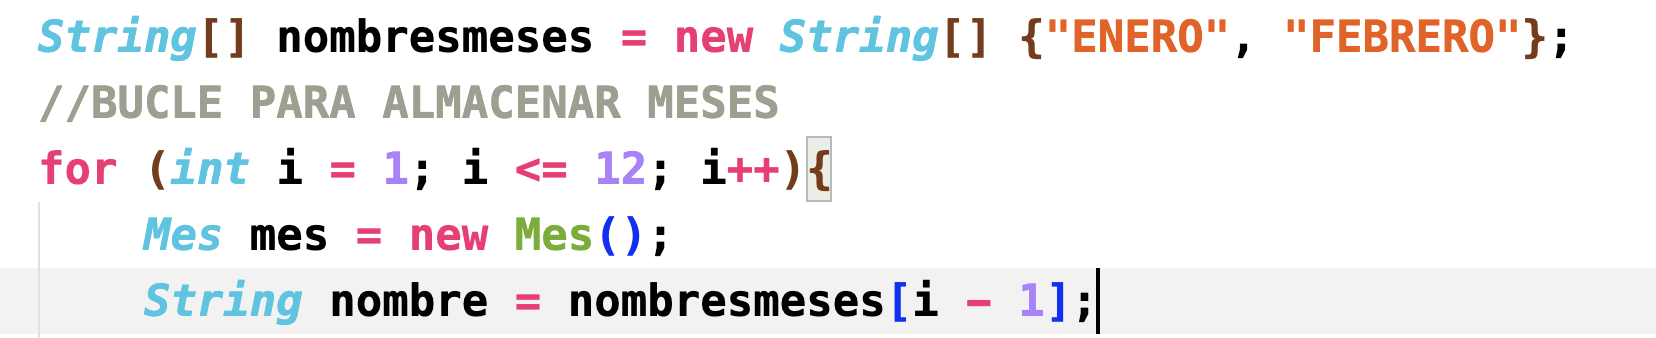 String[] nombresmeses = new String[] {"ENERO", "FEBRERO"};
//BUCLE PARA ALMACENAR MESES
for (int i = 1; i <= 12; i++){
    Mes mes = new Mes();
    String nombre = nombresmeses[i - 1];